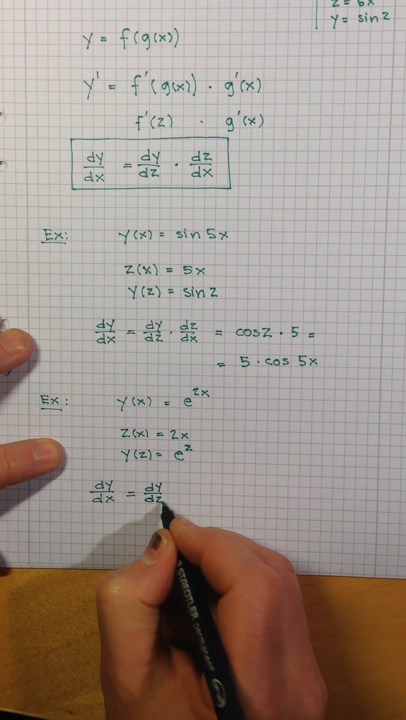 z = 5x
y = sin z
y = f(g(x))
y' = f'(g(x)) · g'(x)
f'(z) · g'(x)
dy/dx = dy/dz · dz/dx
Ex: y(x) = sin 5x
z(x) = 5x
y(z) = sin z
dy/dx = dy/dz · dz/dx = cos z · 5 =
= 5 · cos 5x
Ex: y(x) = e^2x
z(x) = 2x
y(z) = e^z
dy/dx = dy/dz
STAEDTLER